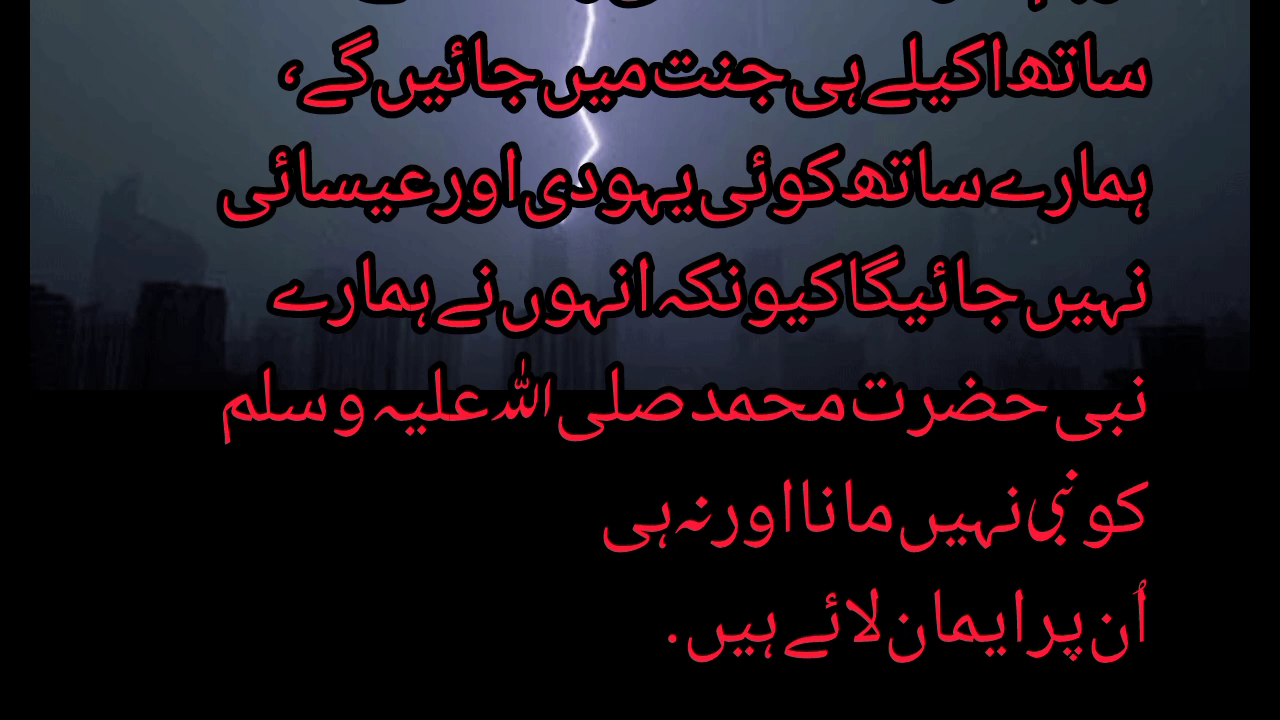 ساتھ اکیلے ہی جنت میں جائیں گے،
ہمارے ساتھ کوئی یہودی اور عیسائی
نہیں جائیگا کیونکہ انہوں نے ہمارے
نبی حضرت محمد صلی اللہ علیہ وسلم
کو نبی نہیں مانا اور نہ ہی
اُن پر ایمان لائے ہیں.